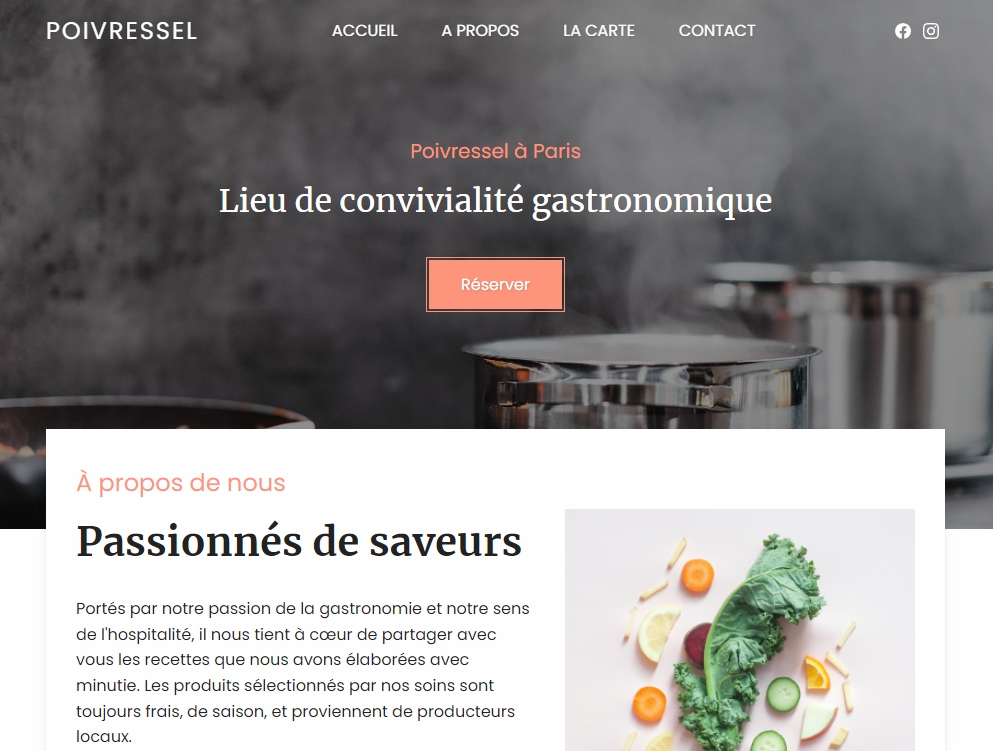 POIVRESSEL
ACCUEIL
A PROPOS
LA CARTE
CONTACT
Poivressel à Paris
Lieu de convivialité gastronomique
Réserver
À propos de nous
Passionnés de saveurs
Portés par notre passion de la gastronomie et notre sens
de l'hospitalité, il nous tient à cœur de partager avec
vous les recettes que nous avons élaborées avec
minutie. Les produits sélectionnés par nos soins sont
toujours frais, de saison, et proviennent de producteurs
locaux.